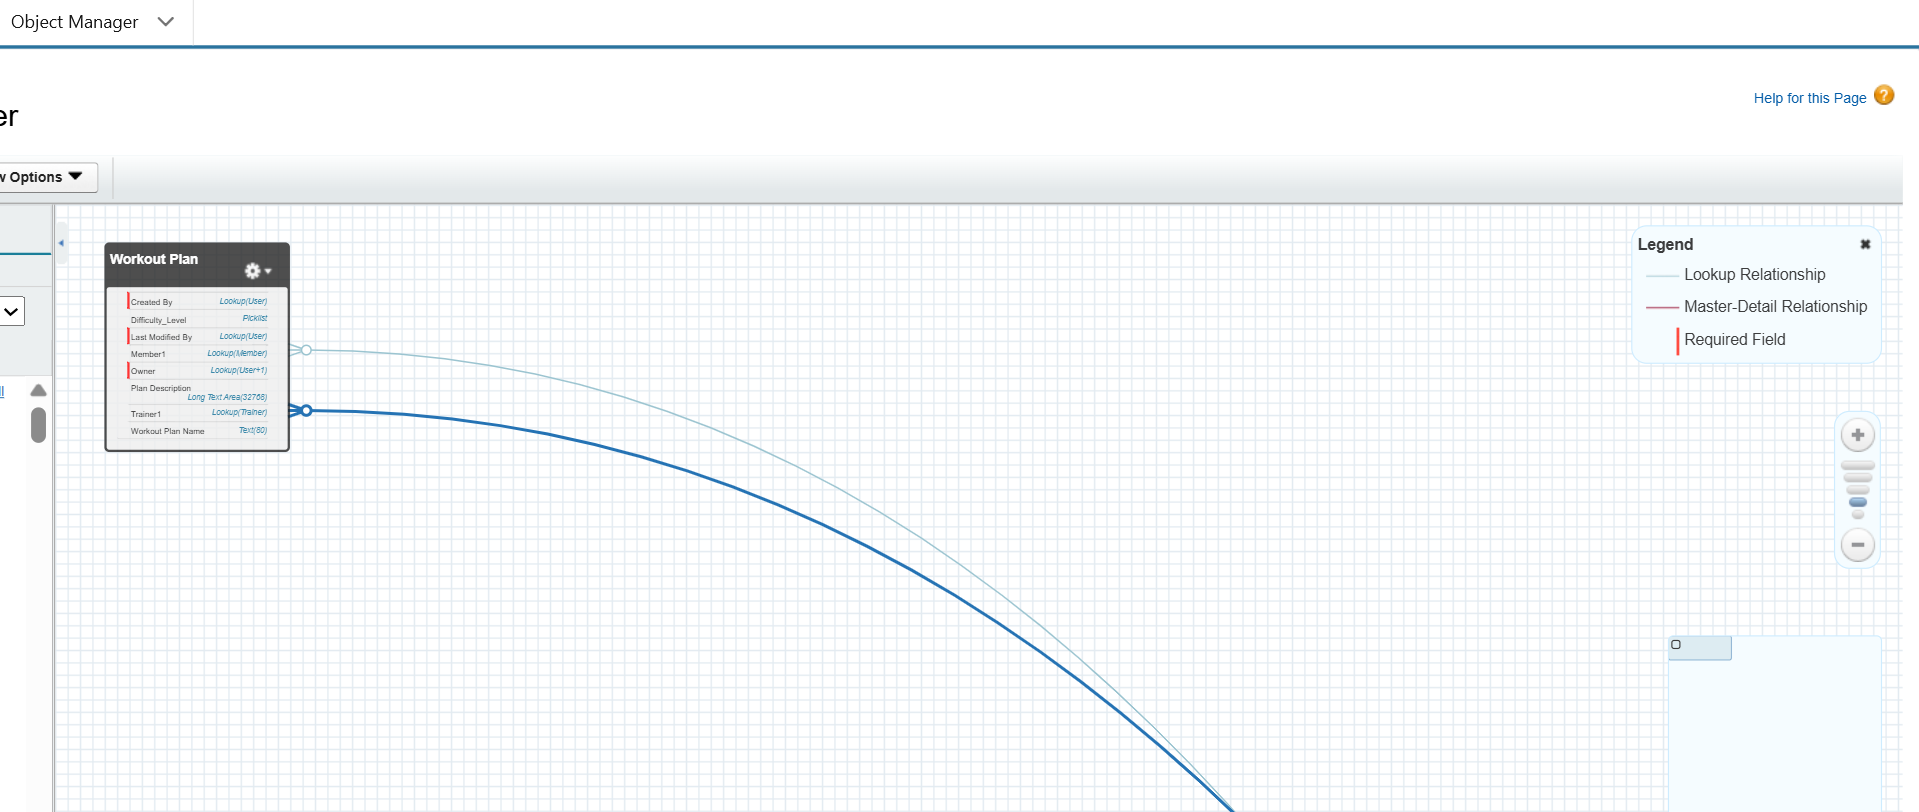 Object Manager
Help for this Page
er
w Options
Workout Plan
Created By Lookup(User)
Difficulty_Level Picklist
Last Modified By Lookup(User)
Member1 Lookup(Member)
Owner Lookup(User+1)
Plan Description
Long Text Area(32768)
Trainer1 Lookup(Trainer)
Workout Plan Name Text(80)
Legend
Lookup Relationship
Master-Detail Relationship
Required Field
ll